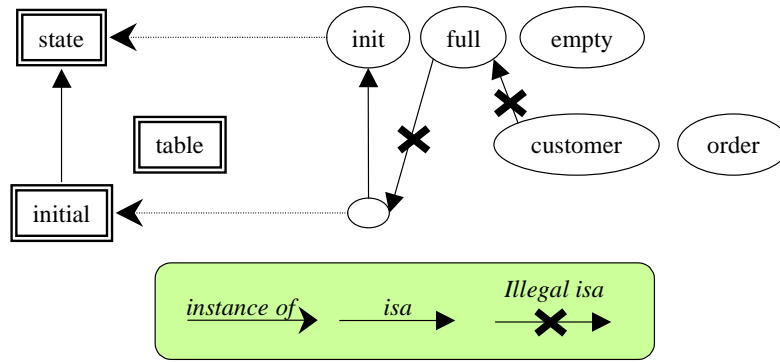 state
init
full
empty
table
customer
order
initial
instance of
isa
Illegal isa